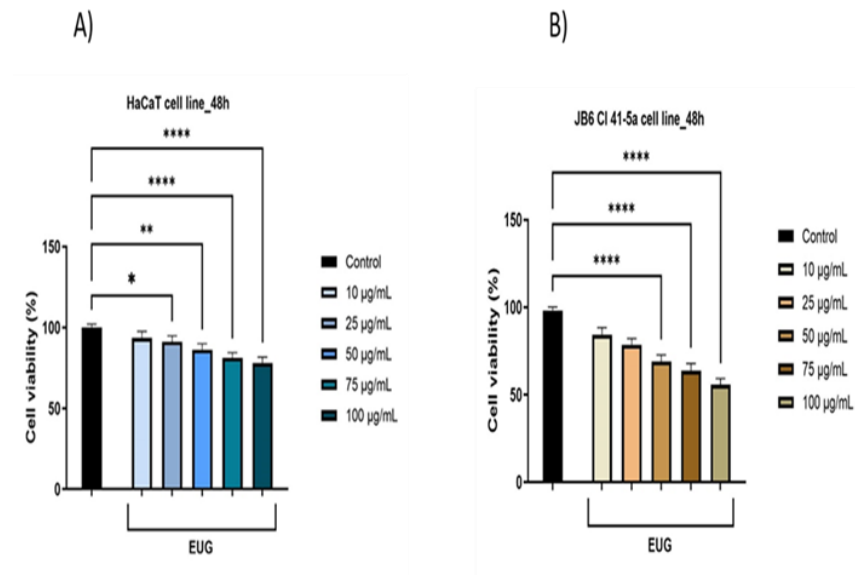 A)
HaCaT cell line_48h
****
****
**
*
150
100
50
0
Cell viability (%)
EUG
Control
10 µg/mL
25 µg/mL
50 µg/mL
75 µg/mL
100 µg/mL
B)
JB6 Cl 41-5a cell line_48h
****
****
****
150
100
50
0
Cell viability (%)
EUG
Control
10 µg/mL
25 µg/mL
50 µg/mL
75 µg/mL
100 µg/mL